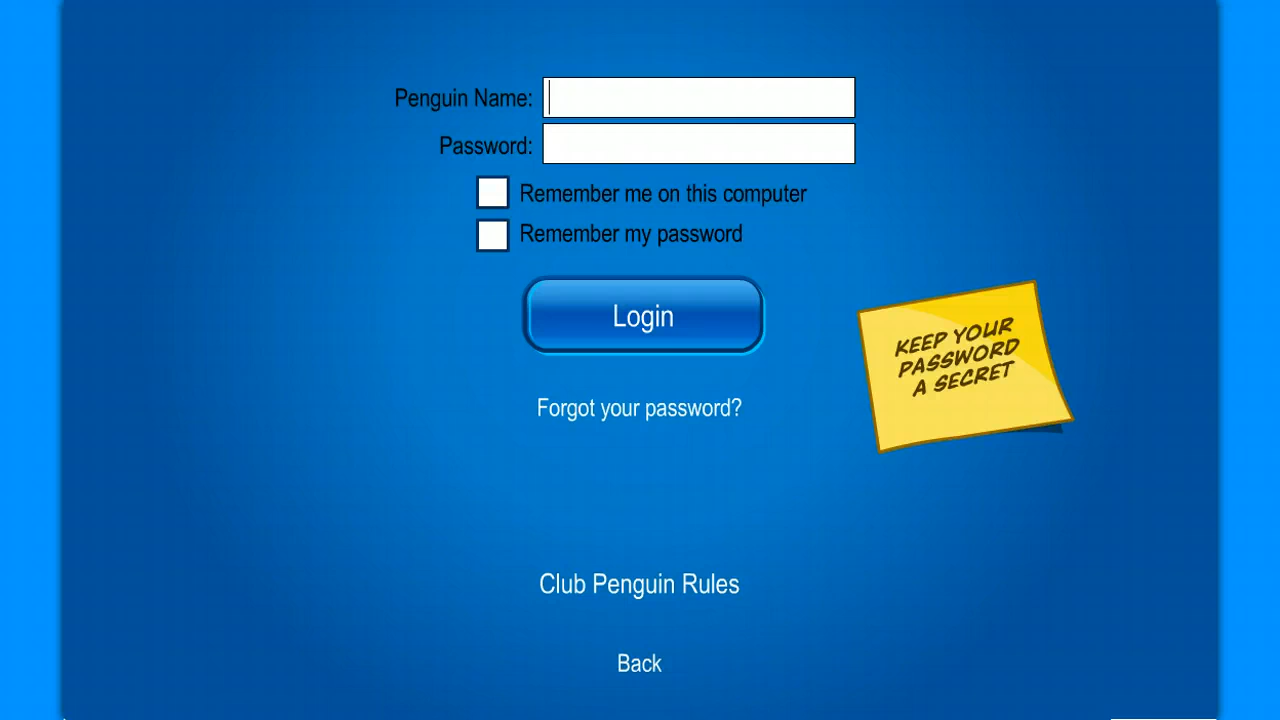 Penguin Name:
Password:
Remember me on this computer
Remember my password
Login
KEEP YOUR
PASSWORD
A SECRET
Forgot your password?
Club Penguin Rules
Back